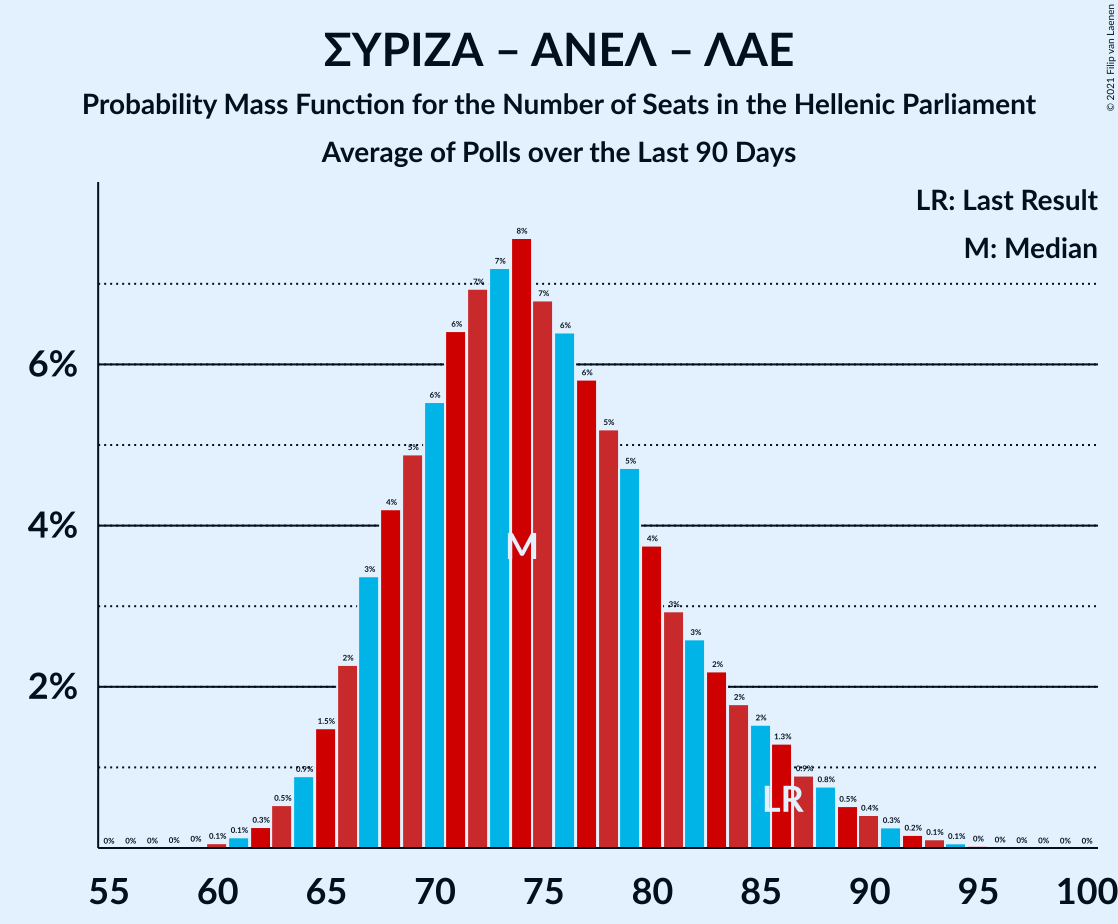 ΣΥΡΙΖΑ – ΑΝΕΛ – ΛΑΕ
Probability Mass Function for the Number of Seats in the Hellenic Parliament
Average of Polls over the Last 90 Days
© 2021 Filip van Laenen
LR: Last Result
M: Median
6%
4%
2%
0% 0% 0% 0% 0% 0.1% 0.1% 0.3% 0.5% 0.9% 1.5% 2% 3% 4% 5% 6% 6% 7% 7% 8% 7% 6% 6% 5% 5% 4% 3% 3% 2% 2% 2% 1.3% 0.9% 0.8% 0.5% 0.4% 0.3% 0.2% 0.1% 0.1% 0% 0% 0% 0% 0% 0%
M
LR
55 60 65 70 75 80 85 90 95 100